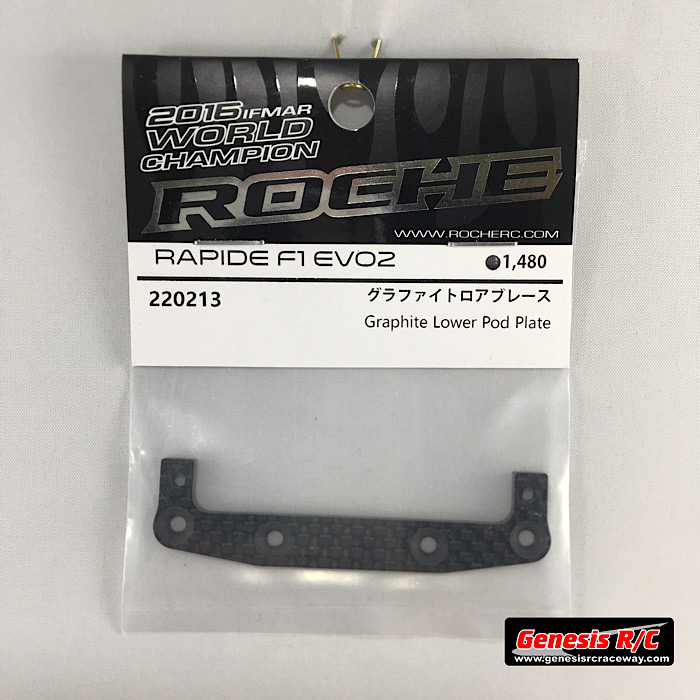 2015 IFMAR
WORLD
CHAMPION
ROCHE
WWW.ROCHERC.COM
RAPIDE F1 EVO2
●1,480
220213
グラファイトロアブレース
Graphite Lower Pod Plate
Genesis R/C
www.genesisrcraceway.com